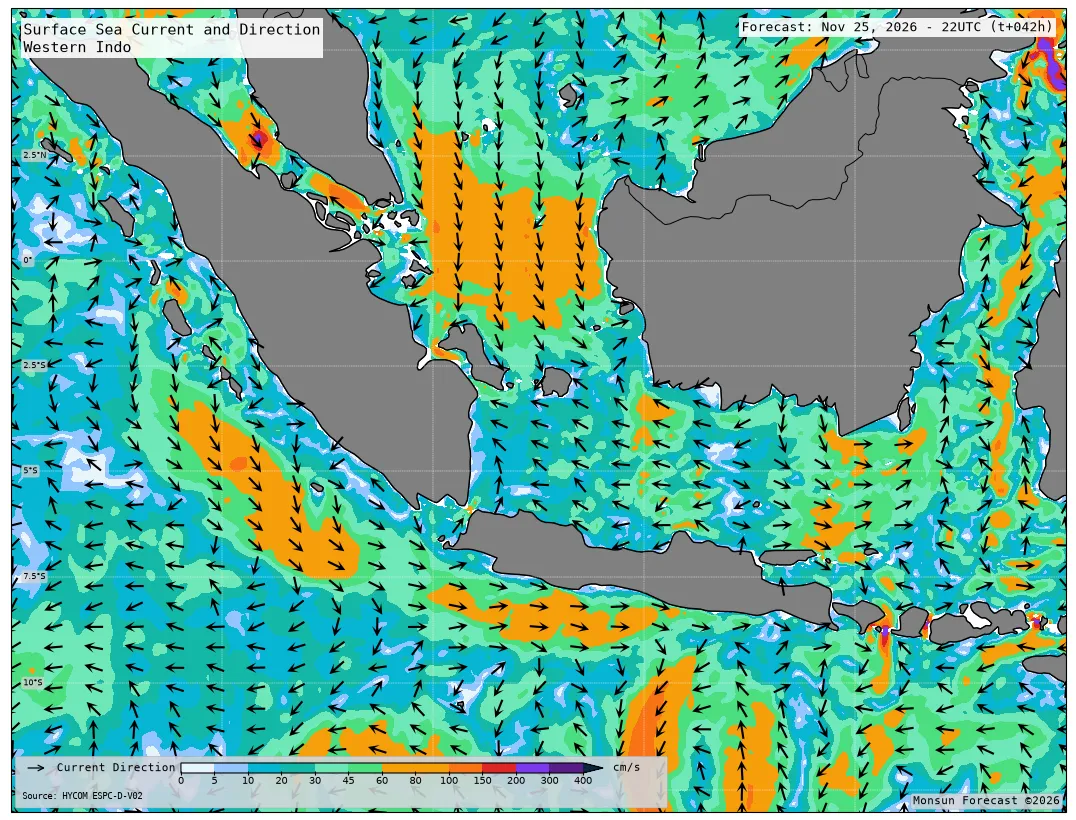 Surface Sea Current and Direction
Western Indo
Forecast: Nov 25, 2026 - 22UTC (t+042h)
2.5°N
0°
2.5°S
5°S
7.5°S
10°S
Current Direction
0 5 10 20 30 45 60 80 100 150 200 300 400 cm/s
Source: HYCOM ESPC-D-V02
Monsun Forecast ©2026